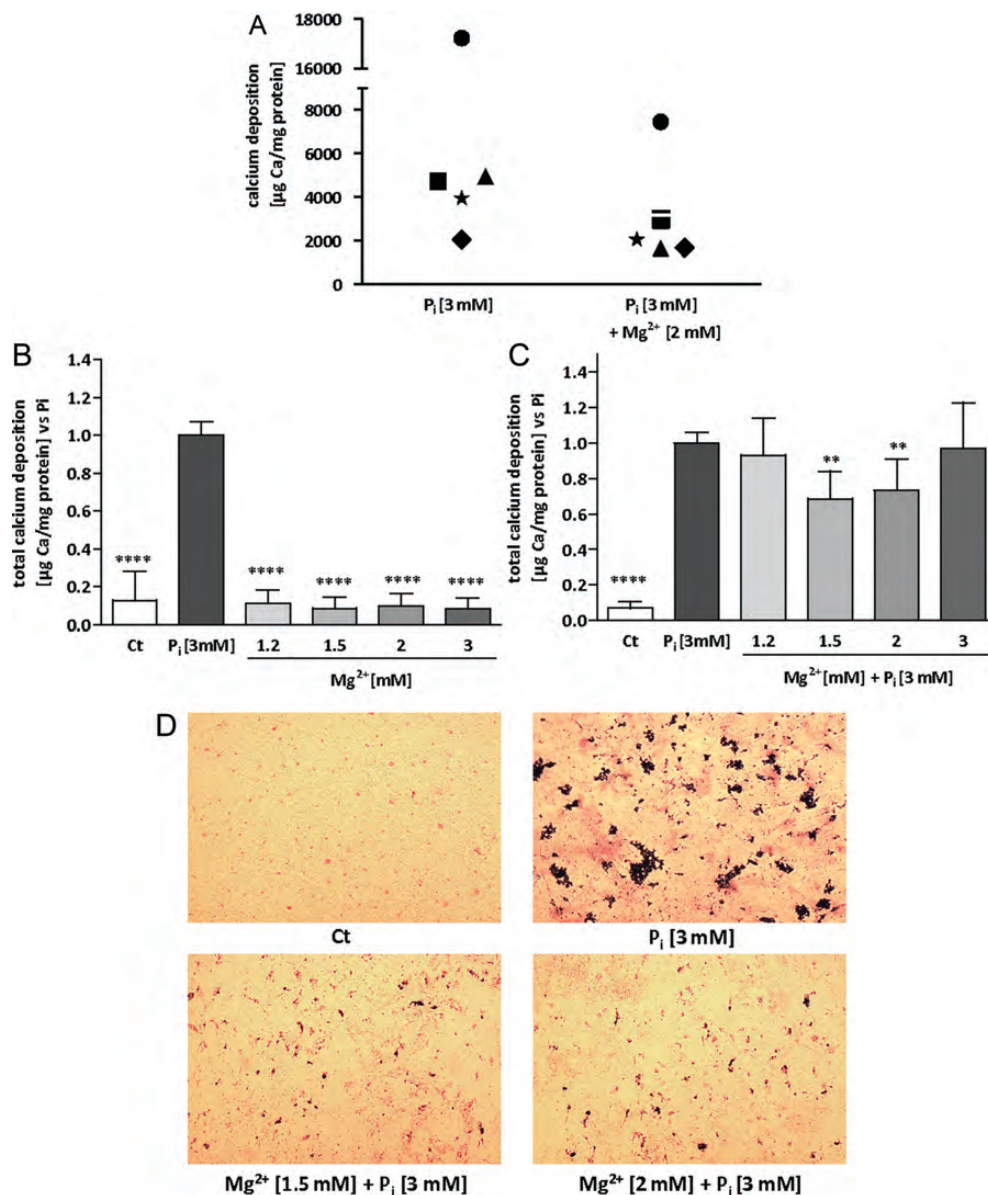 A
calcium deposition
[µg Ca/mg protein]
18000
16000
8000
6000
4000
2000
0
Pi [3 mM]
Pi [3 mM]
+ Mg2+ [2 mM]
B
total calcium deposition
[µg Ca/mg protein] vs Pi
1.4
1.2
1.0
0.8
0.6
0.4
0.2
0.0
****
****
****
****
****
Ct
Pi [3mM]
1.2
1.5
2
3
Mg2+ [mM]
C
total calcium deposition
[µg Ca/mg protein] vs Pi
1.4
1.2
1.0
0.8
0.6
0.4
0.2
0.0
****
**
**
Ct
Pi [3mM]
1.2
1.5
2
3
Mg2+ [mM] + Pi [3 mM]
D
Ct
Pi [3 mM]
Mg2+ [1.5 mM] + Pi [3 mM]
Mg2+ [2 mM] + Pi [3 mM]